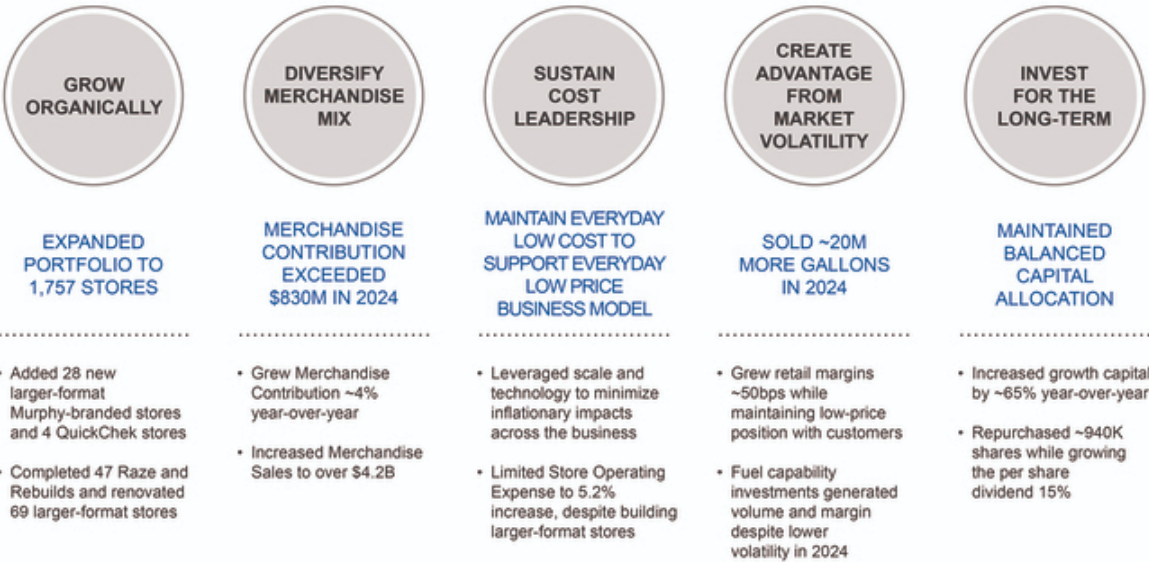 GROW
ORGANICALLY
EXPANDED
PORTFOLIO TO
1,757 STORES
• Added 28 new
larger-format
Murphy-branded stores
and 4 QuickChek stores
• Completed 47 Raze and
Rebuilds and renovated
69 larger-format stores
DIVERSIFY
MERCHANDISE
MIX
MERCHANDISE
CONTRIBUTION
EXCEEDED
$830M IN 2024
• Grew Merchandise
Contribution ~4%
year-over-year
• Increased Merchandise
Sales to over $4.2B
SUSTAIN
COST
LEADERSHIP
MAINTAIN EVERYDAY
LOW COST TO
SUPPORT EVERYDAY
LOW PRICE
BUSINESS MODEL
• Leveraged scale and
technology to minimize
inflationary impacts
across the business
• Limited Store Operating
Expense to 5.2%
increase, despite building
larger-format stores
CREATE
ADVANTAGE
FROM
MARKET
VOLATILITY
SOLD ~20M
MORE GALLONS
IN 2024
• Grew retail margins
~50bps while
maintaining low-price
position with customers
• Fuel capability
investments generated
volume and margin
despite lower
volatility in 2024
INVEST
FOR THE
LONG-TERM
MAINTAINED
BALANCED
CAPITAL
ALLOCATION
• Increased growth capital
by ~65% year-over-year
• Repurchased ~940K
shares while growing
the per share
dividend 15%